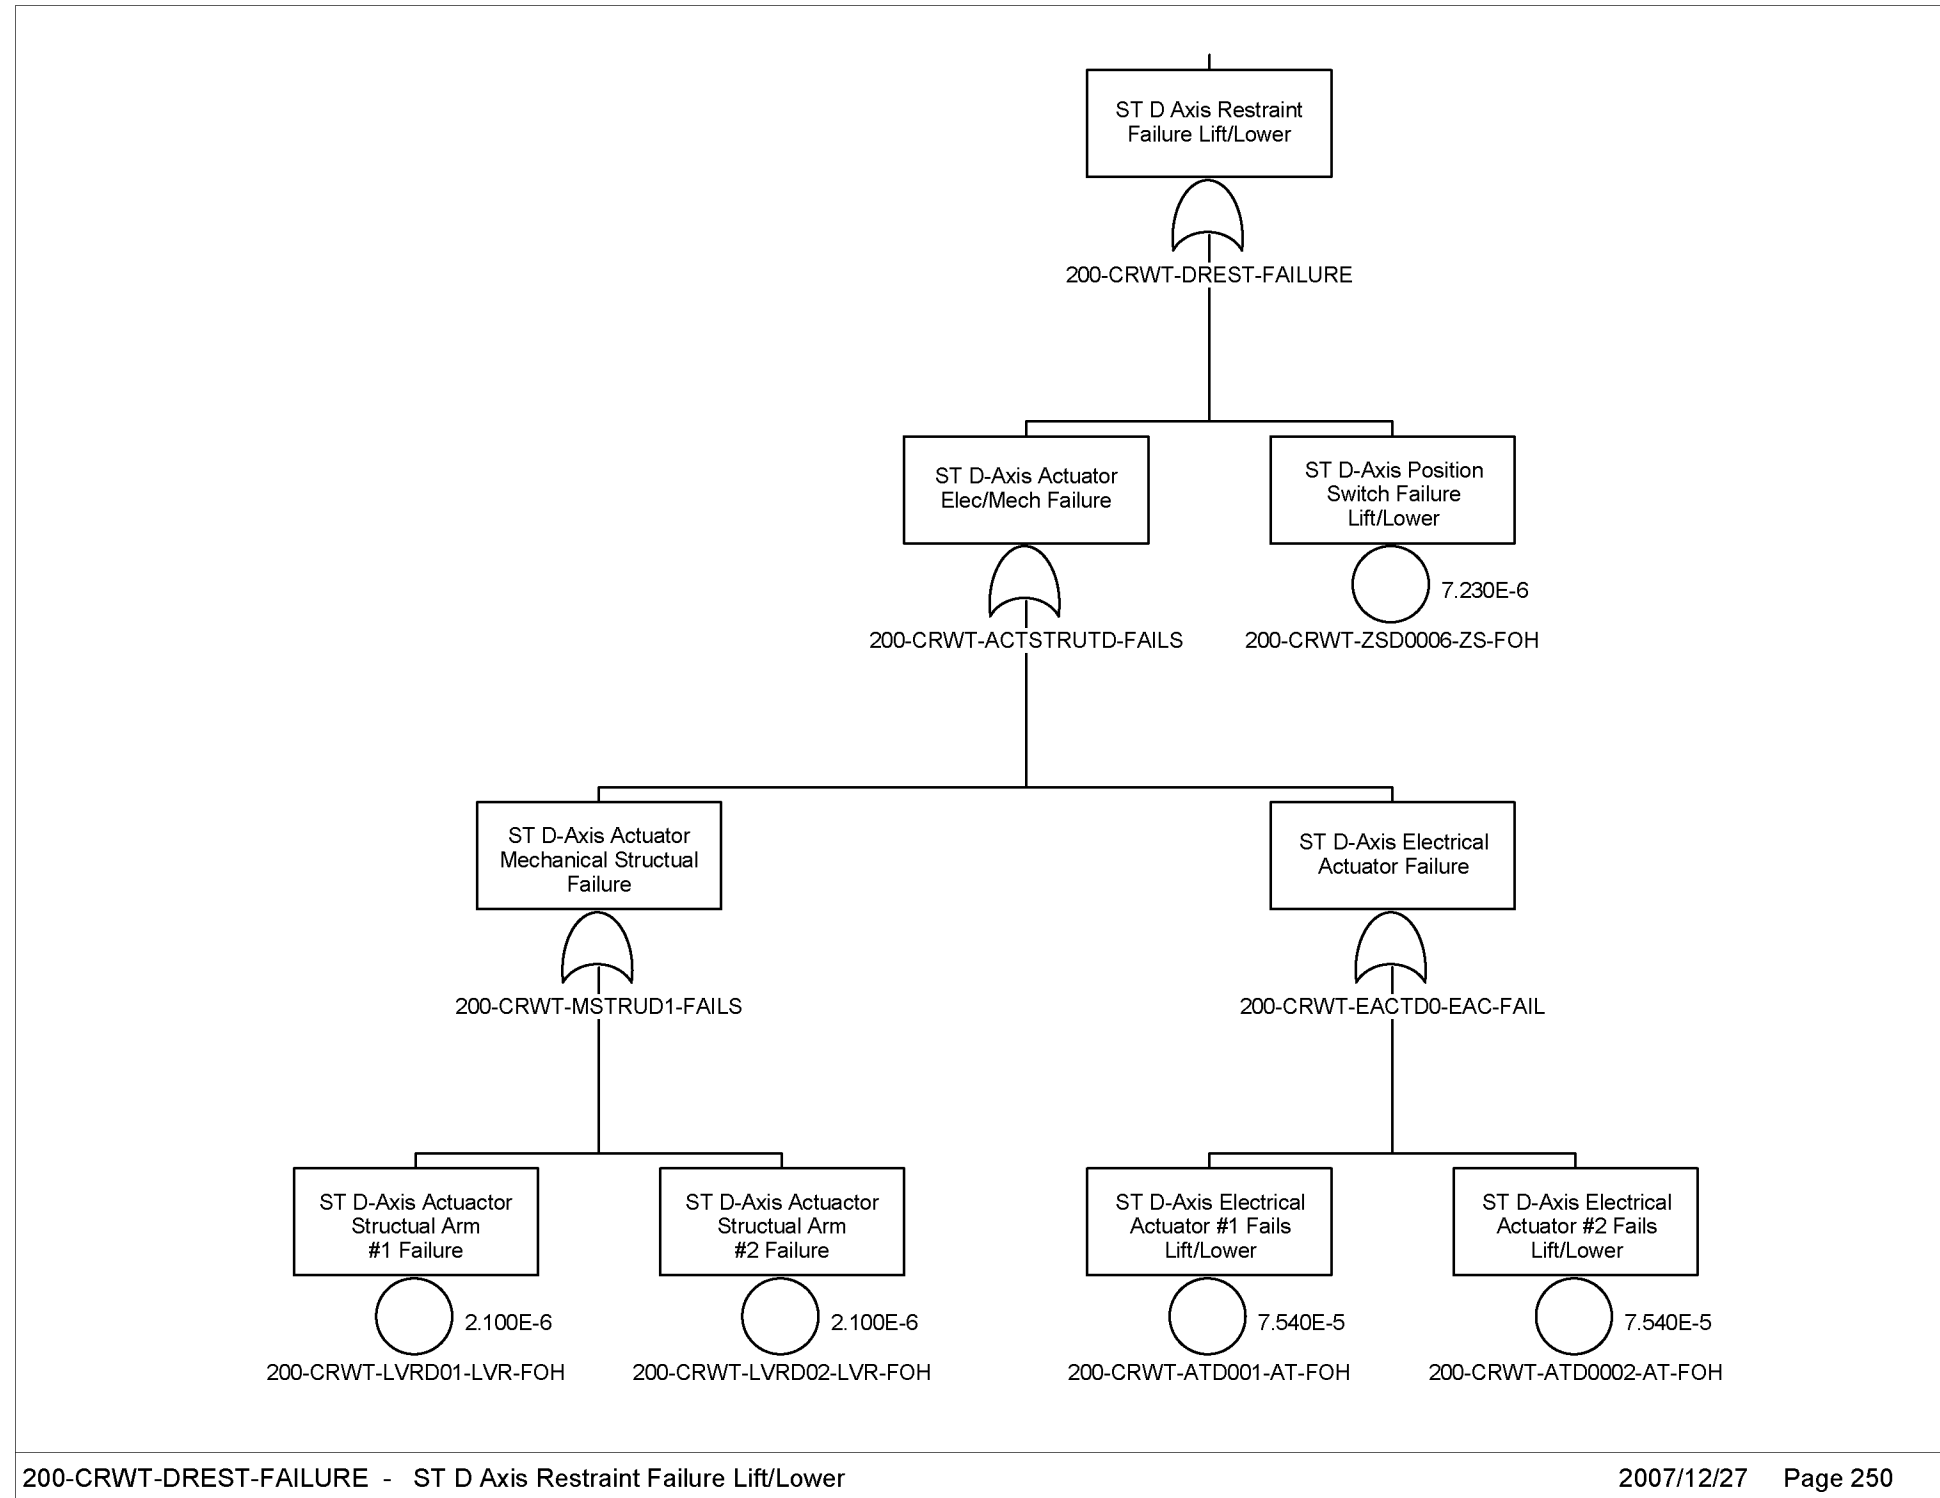 ST D Axis Restraint
Failure Lift/Lower
200-CRWT-DREST-FAILURE
ST D-Axis Actuator
Elec/Mech Failure
200-CRWT-ACTSTRUTD-FAILS
ST D-Axis Position
Switch Failure
Lift/Lower
7.230E-6
200-CRWT-ZSD0006-ZS-FOH
ST D-Axis Actuator
Mechanical Structual
Failure
200-CRWT-MSTRUD1-FAILS
ST D-Axis Electrical
Actuator Failure
200-CRWT-EACTD0-EAC-FAIL
ST D-Axis Actuactor
Structual Arm
#1 Failure
2.100E-6
200-CRWT-LVRD01-LVR-FOH
ST D-Axis Actuactor
Structual Arm
#2 Failure
2.100E-6
200-CRWT-LVRD02-LVR-FOH
ST D-Axis Electrical
Actuator #1 Fails
Lift/Lower
7.540E-5
200-CRWT-ATD001-AT-FOH
ST D-Axis Electrical
Actuator #2 Fails
Lift/Lower
7.540E-5
200-CRWT-ATD0002-AT-FOH
200-CRWT-DREST-FAILURE - ST D Axis Restraint Failure Lift/Lower
2007/12/27 Page 250